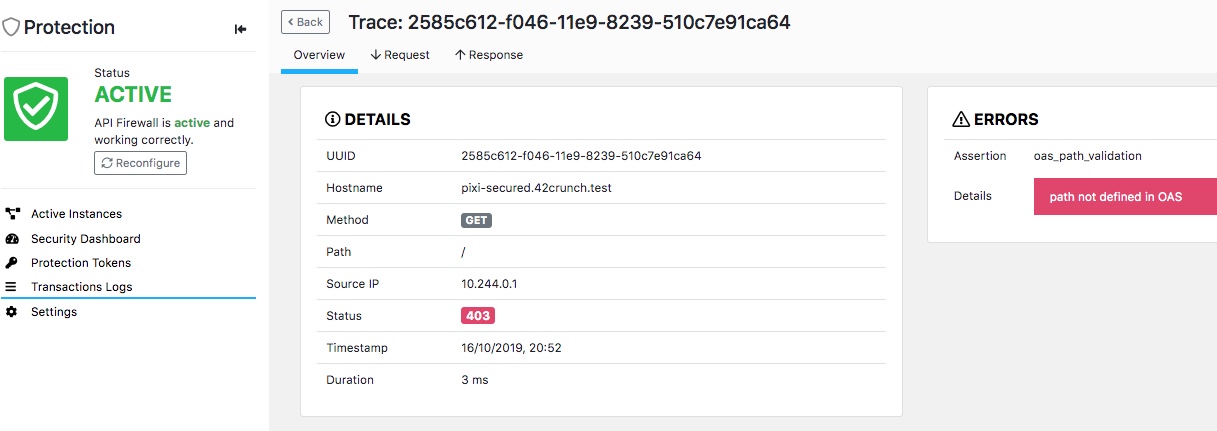 Protection
Status
ACTIVE
API Firewall is active and
working correctly.
Reconfigure
Active Instances
Security Dashboard
Protection Tokens
Transactions Logs
Settings
Back
Trace: 2585c612-f046-11e9-8239-510c7e91ca64
Overview Request Response
DETAILS
UUID 2585c612-f046-11e9-8239-510c7e91ca64
Hostname pixi-secured.42crunch.test
Method GET
Path /
Source IP 10.244.0.1
Status 403
Timestamp 16/10/2019, 20:52
Duration 3 ms
ERRORS
Assertion oas_path_validation
Details path not defined in OAS